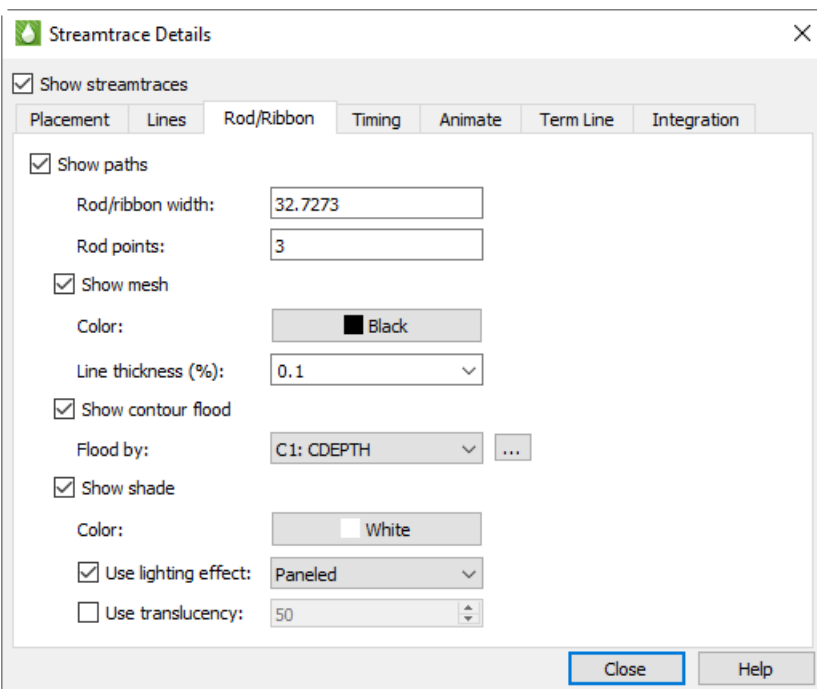 Streamtrace Details
Show streamtraces
Placement Lines Rod/Ribbon Timing Animate Term Line Integration
Show paths
Rod/ribbon width: 32.7273
Rod points: 3
Show mesh
Color: Black
Line thickness (%): 0.1
Show contour flood
Flood by: C1: CDEPTH ...
Show shade
Color: White
Use lighting effect: Paneled
Use translucency: 50
Close Help